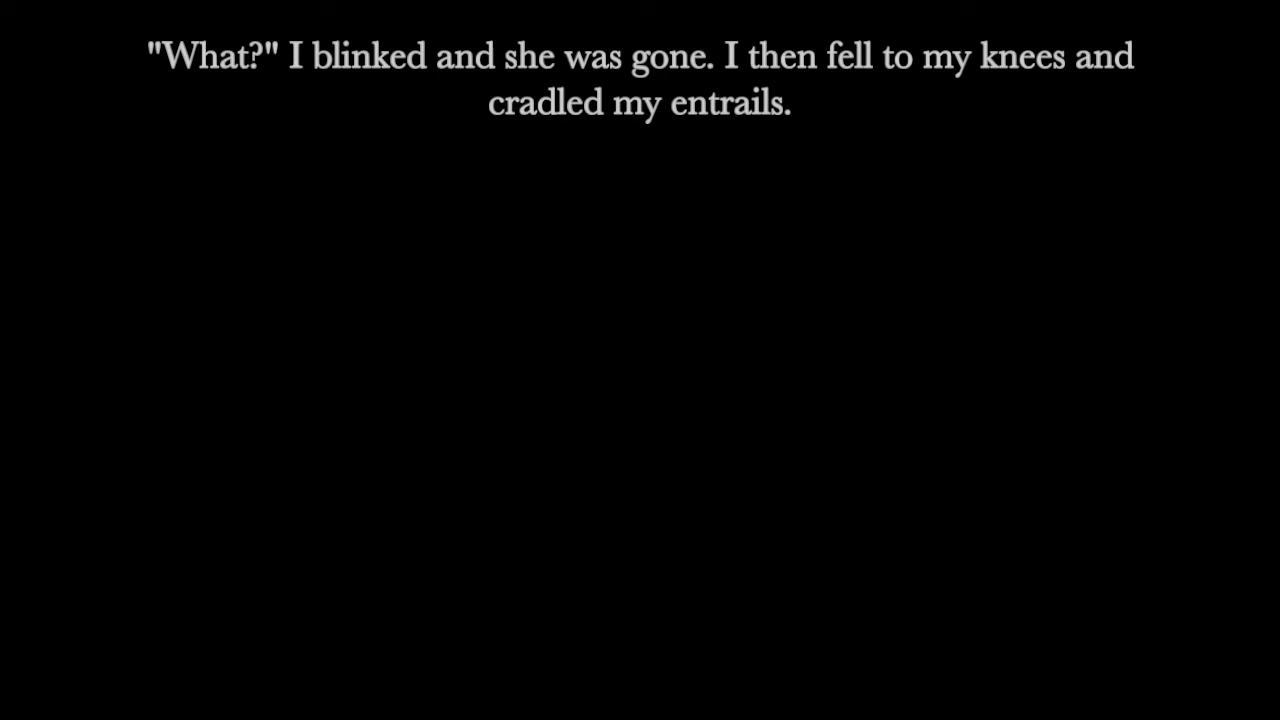 "What?" I blinked and she was gone. I then fell to my knees and
cradled my entrails.